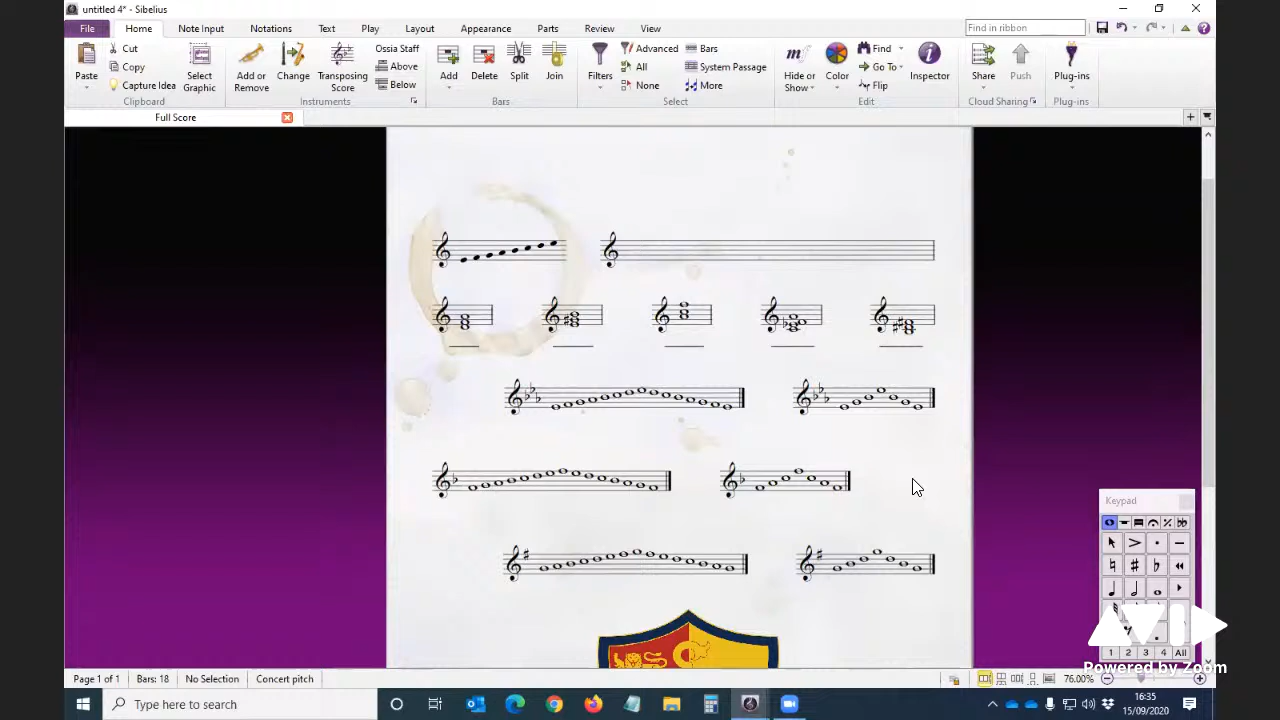 untitled 4* - Sibelius
File Home Note Input Notations Text Play Layout Appearance Parts Review View Find in ribbon
Paste Cut Copy Capture Idea Select Graphic
Add or Remove Change Transposing Score Ossia Staff Above Below
Add Delete Split Join
Filters Advanced All None Bars System Passage More
Hide or Show Color Find Go To Flip Inspector
Share Push Plug-ins
Clipboard Instruments Bars Select Edit Cloud Sharing Plug-ins
Full Score
Keypad
1 2 3 4 All
AVID
Powered by Zoom
Page 1 of 1 Bars: 18 No Selection Concert pitch 76.00%
Type here to search
16:35
15/09/2020